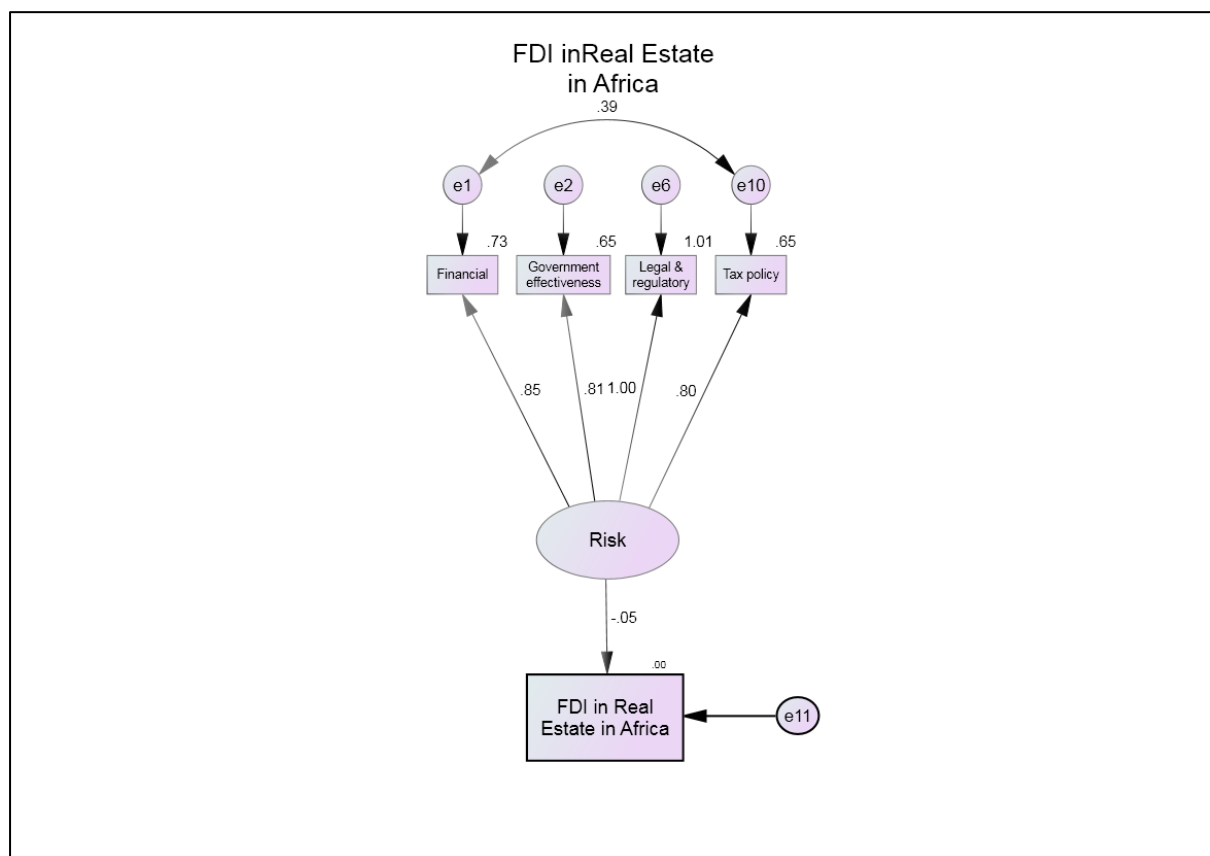 FDI inReal Estate
in Africa
.39
e1
e2
e6
e10
.73
.65
1.01
.65
Financial
Government
effectiveness
Legal &
regulatory
Tax policy
.85
.81
1.00
.80
Risk
-.05
.00
FDI in Real
Estate in Africa
e11